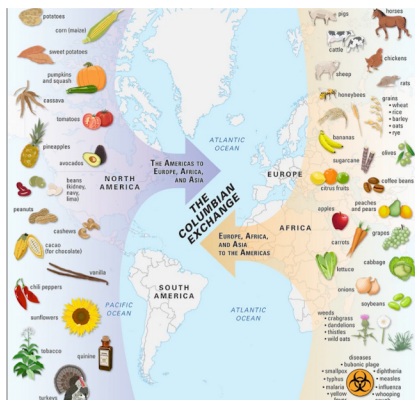 potatoes
corn (maize)
sweet potatoes
pumpkins
and squash
cassava
tomatoes
pineapples
avocados
beans
(kidney,
navy,
lima)
peanuts
cashews
cacao
(for chocolate)
vanilla
chili peppers
sunflowers
tobacco
quinine
turkeys
NORTH
AMERICA
THE AMERICAS TO
EUROPE, AFRICA,
AND ASIA
ATLANTIC
OCEAN
THE
COLUMBIAN
EXCHANGE
EUROPE, AFRICA,
AND ASIA
TO THE AMERICAS
EUROPE
AFRICA
SOUTH
AMERICA
PACIFIC
OCEAN
ATLANTIC
OCEAN
pigs
horses
cattle
chickens
sheep
rats
honeybees
grains
• wheat
• rice
• barley
• oats
• rye
bananas
sugarcane
olives
citrus fruits
coffee beans
apples
peaches
and pears
carrots
grapes
lettuce
cabbage
onions
soybeans
weeds
• crabgrass
• dandelions
• thistles
• wild oats
diseases
• bubonic plague
• smallpox
• typhus
• malaria
• yellow
• diphtheria
• measles
• influenza
• whooping